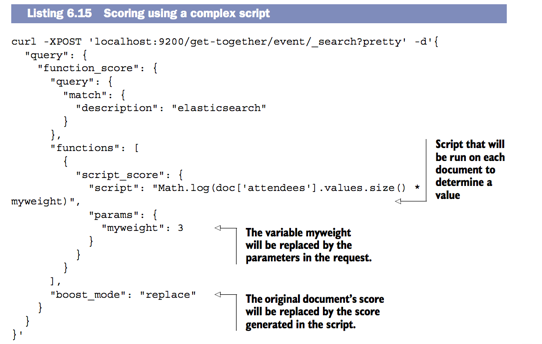 Listing 6.15 Scoring using a complex script
curl -XPOST 'localhost:9200/get-together/event/_search?pretty' -d'{
"query": {
"function_score": {
"query": {
"match": {
"description": "elasticsearch"
}
},
"functions": [
{
"script_score": {
"script": "Math.log(doc['attendees'].values.size() *
myweight)",
"params": {
"myweight": 3
}
}
}
],
"boost_mode": "replace"
}
}
}'
Script that will
be run on each
document to
determine a
value
The variable myweight
will be replaced by the
parameters in the request.
The original document's score
will be replaced by the score
generated in the script.